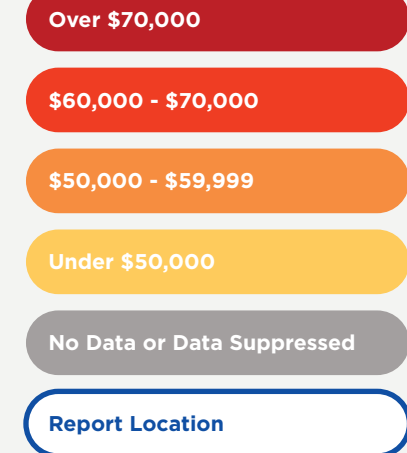 Over $70,000
$60,000 - $70,000
$50,000 - $59,999
Under $50,000
No Data or Data Suppressed
Report Location